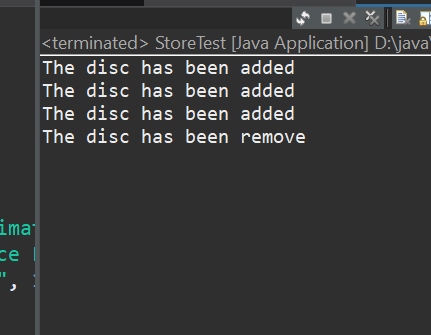 <terminated> StoreTest [Java Application] D:\java\
The disc has been added
The disc has been added
The disc has been added
The disc has been remove
ce
",